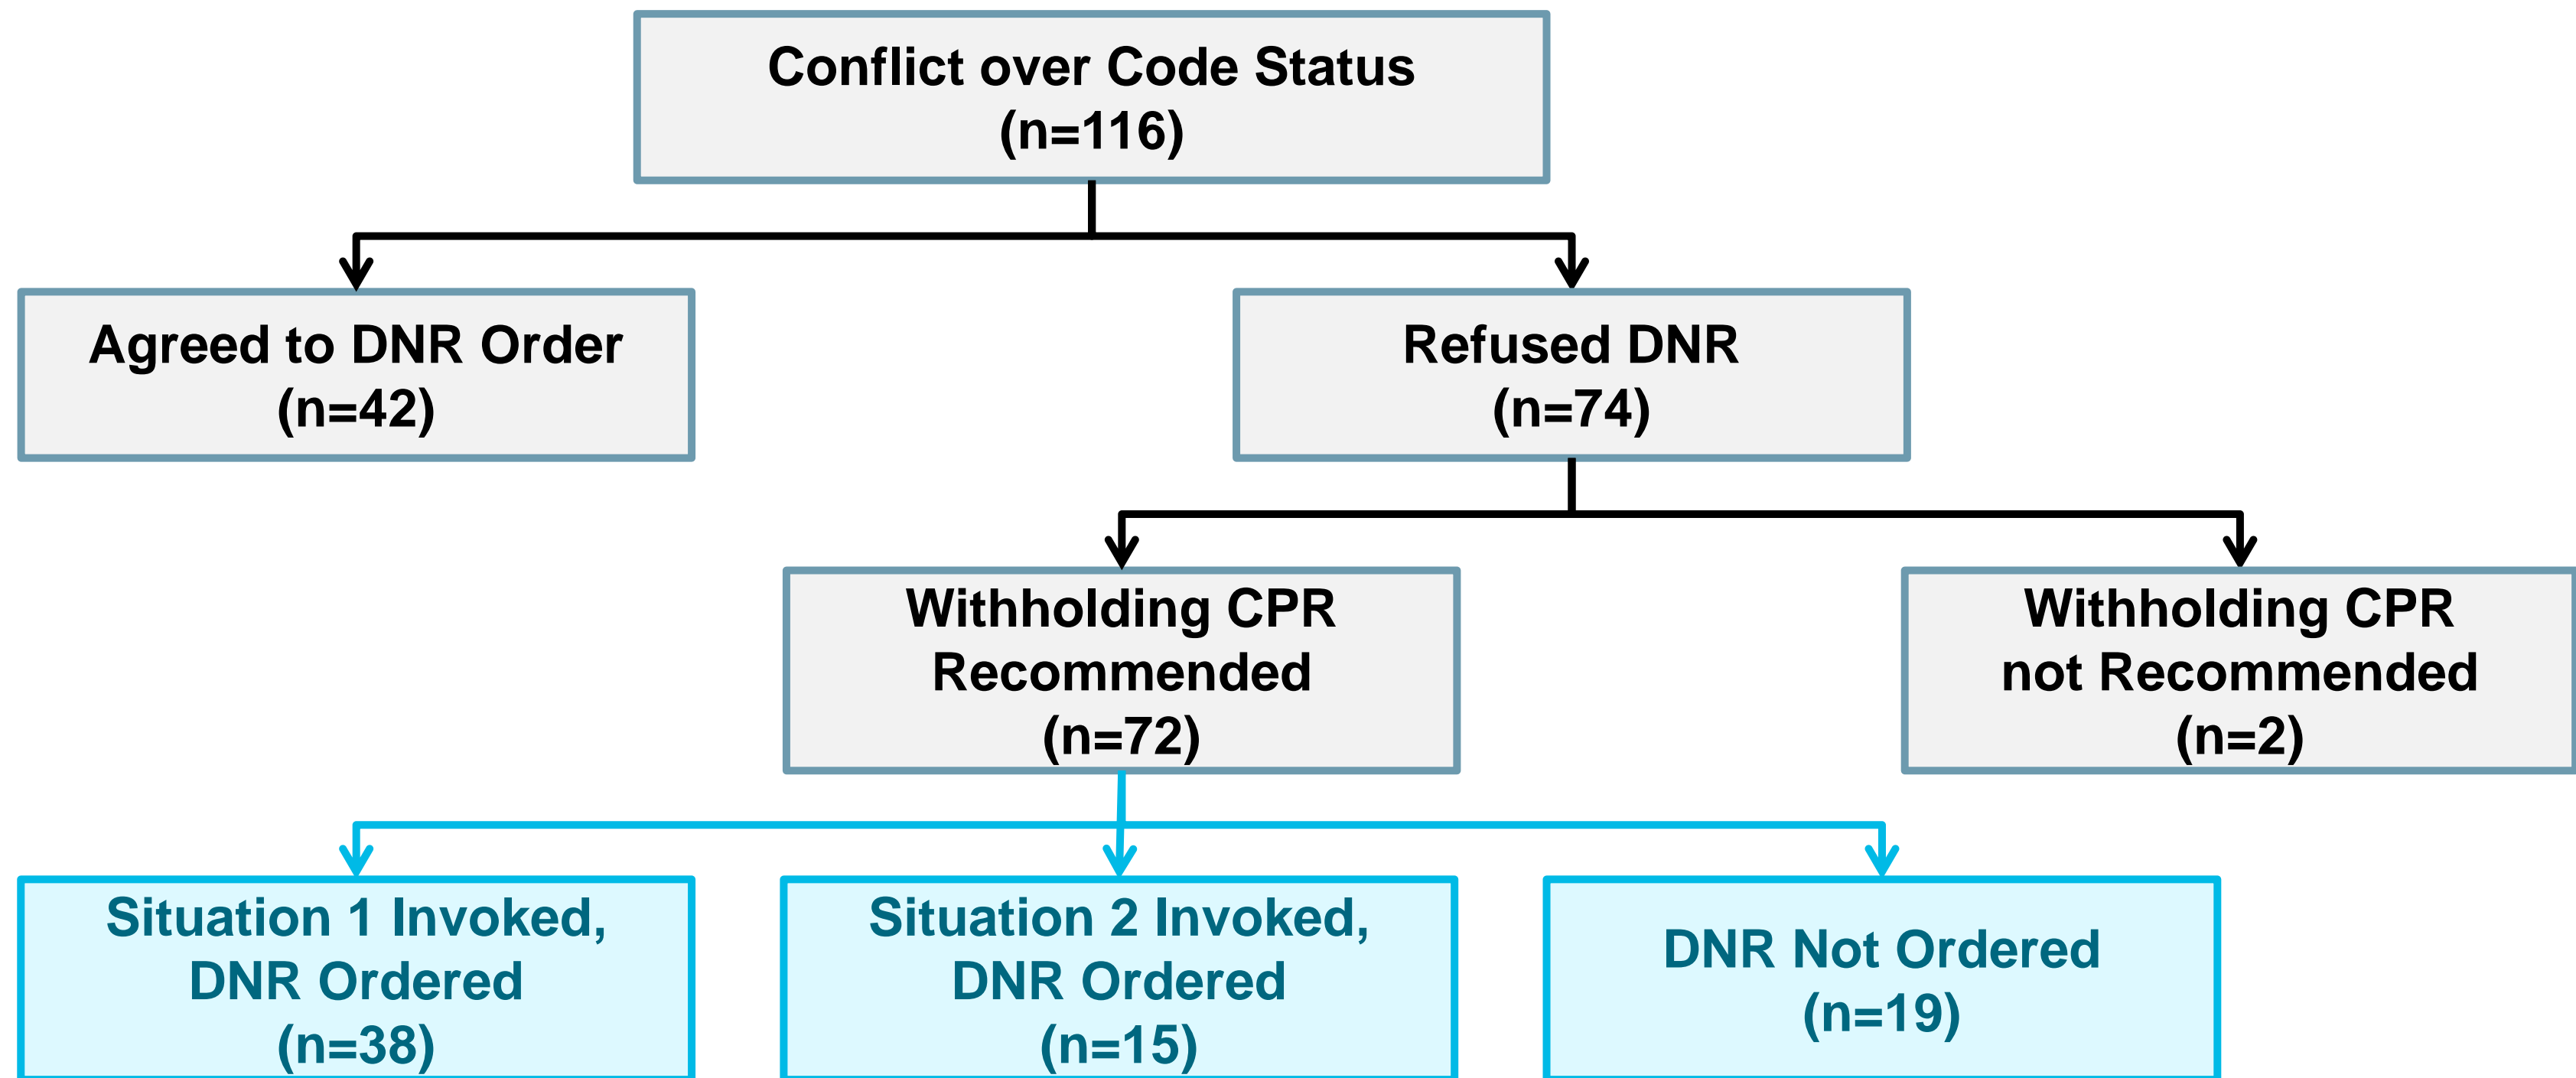 Conflict over Code Status
(n=116)
Agreed to DNR Order
(n=42)
Refused DNR
(n=74)
Withholding CPR
Recommended
(n=72)
Withholding CPR
not Recommended
(n=2)
Situation 1 Invoked,
DNR Ordered
(n=38)
Situation 2 Invoked,
DNR Ordered
(n=15)
DNR Not Ordered
(n=19)